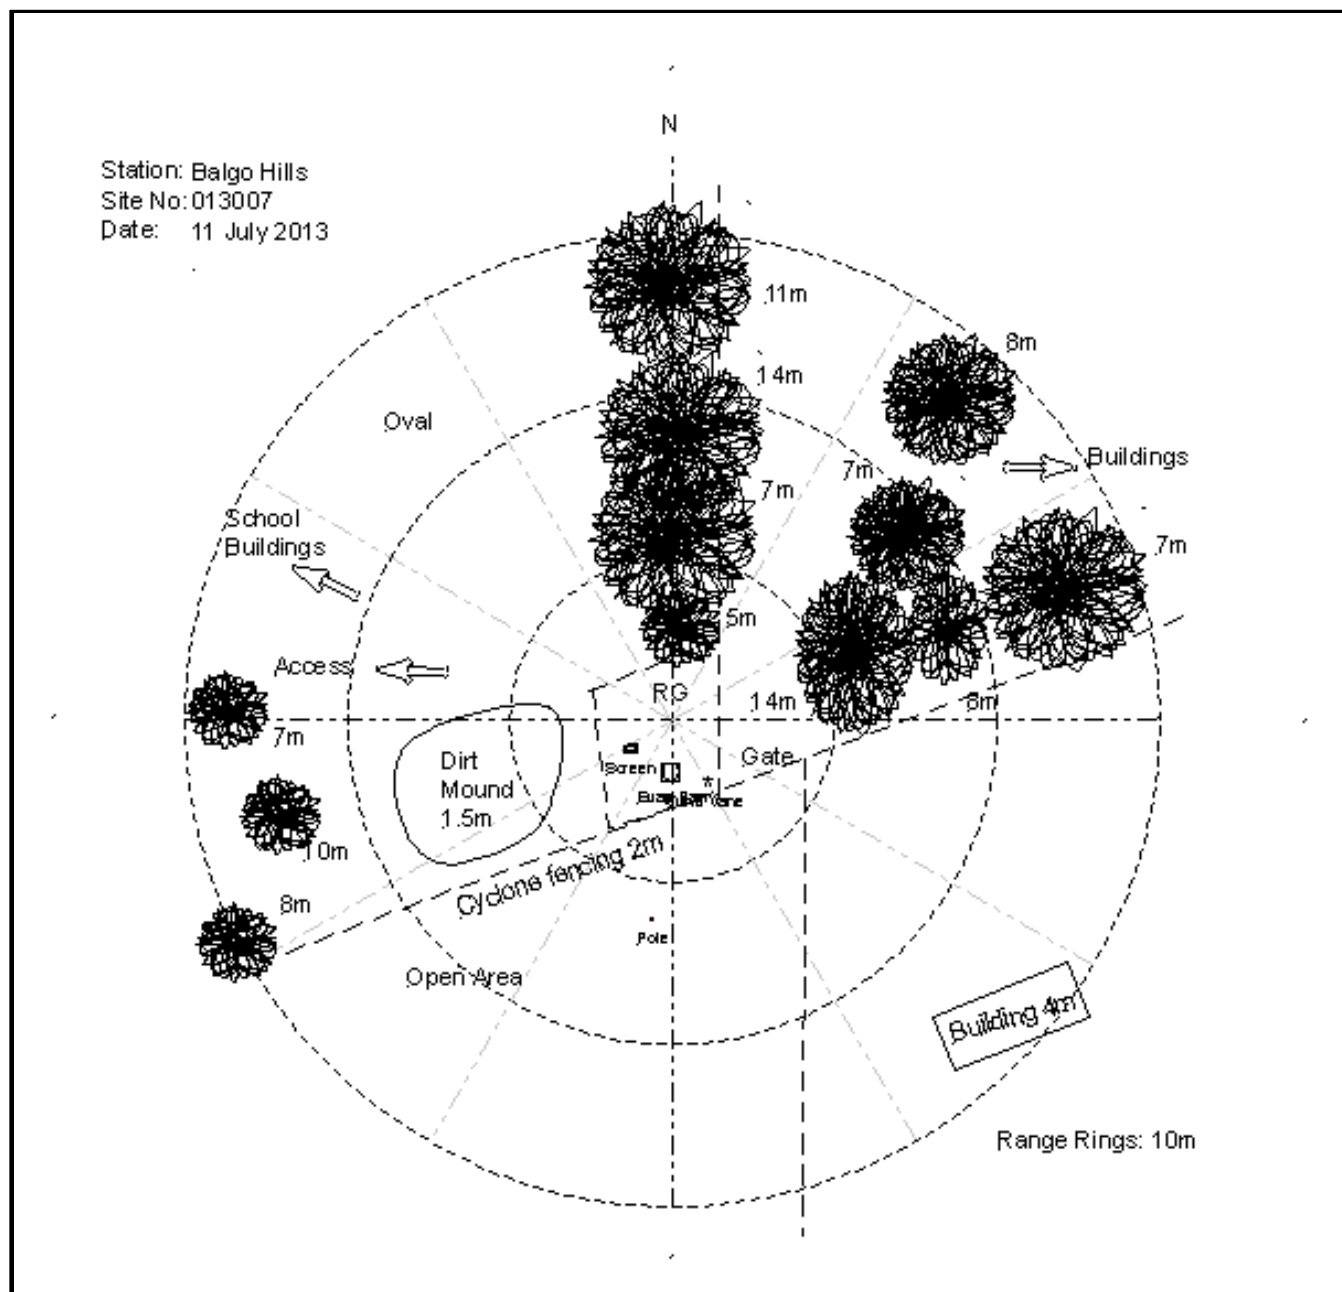 N
Station: Balgo Hills
Site No: 013007
Date: 11 July 2013
11m
8m
14m
Oval
Buildings
7m
7m
School
Buildings
7m
5m
Access
RG
14m
8m
7m
Gate
Dirt
Mound
1.5m
Screen
10m
Cyclone fencing 2m
8m
Pole
Open Area
Building 4m
Range Rings: 10m